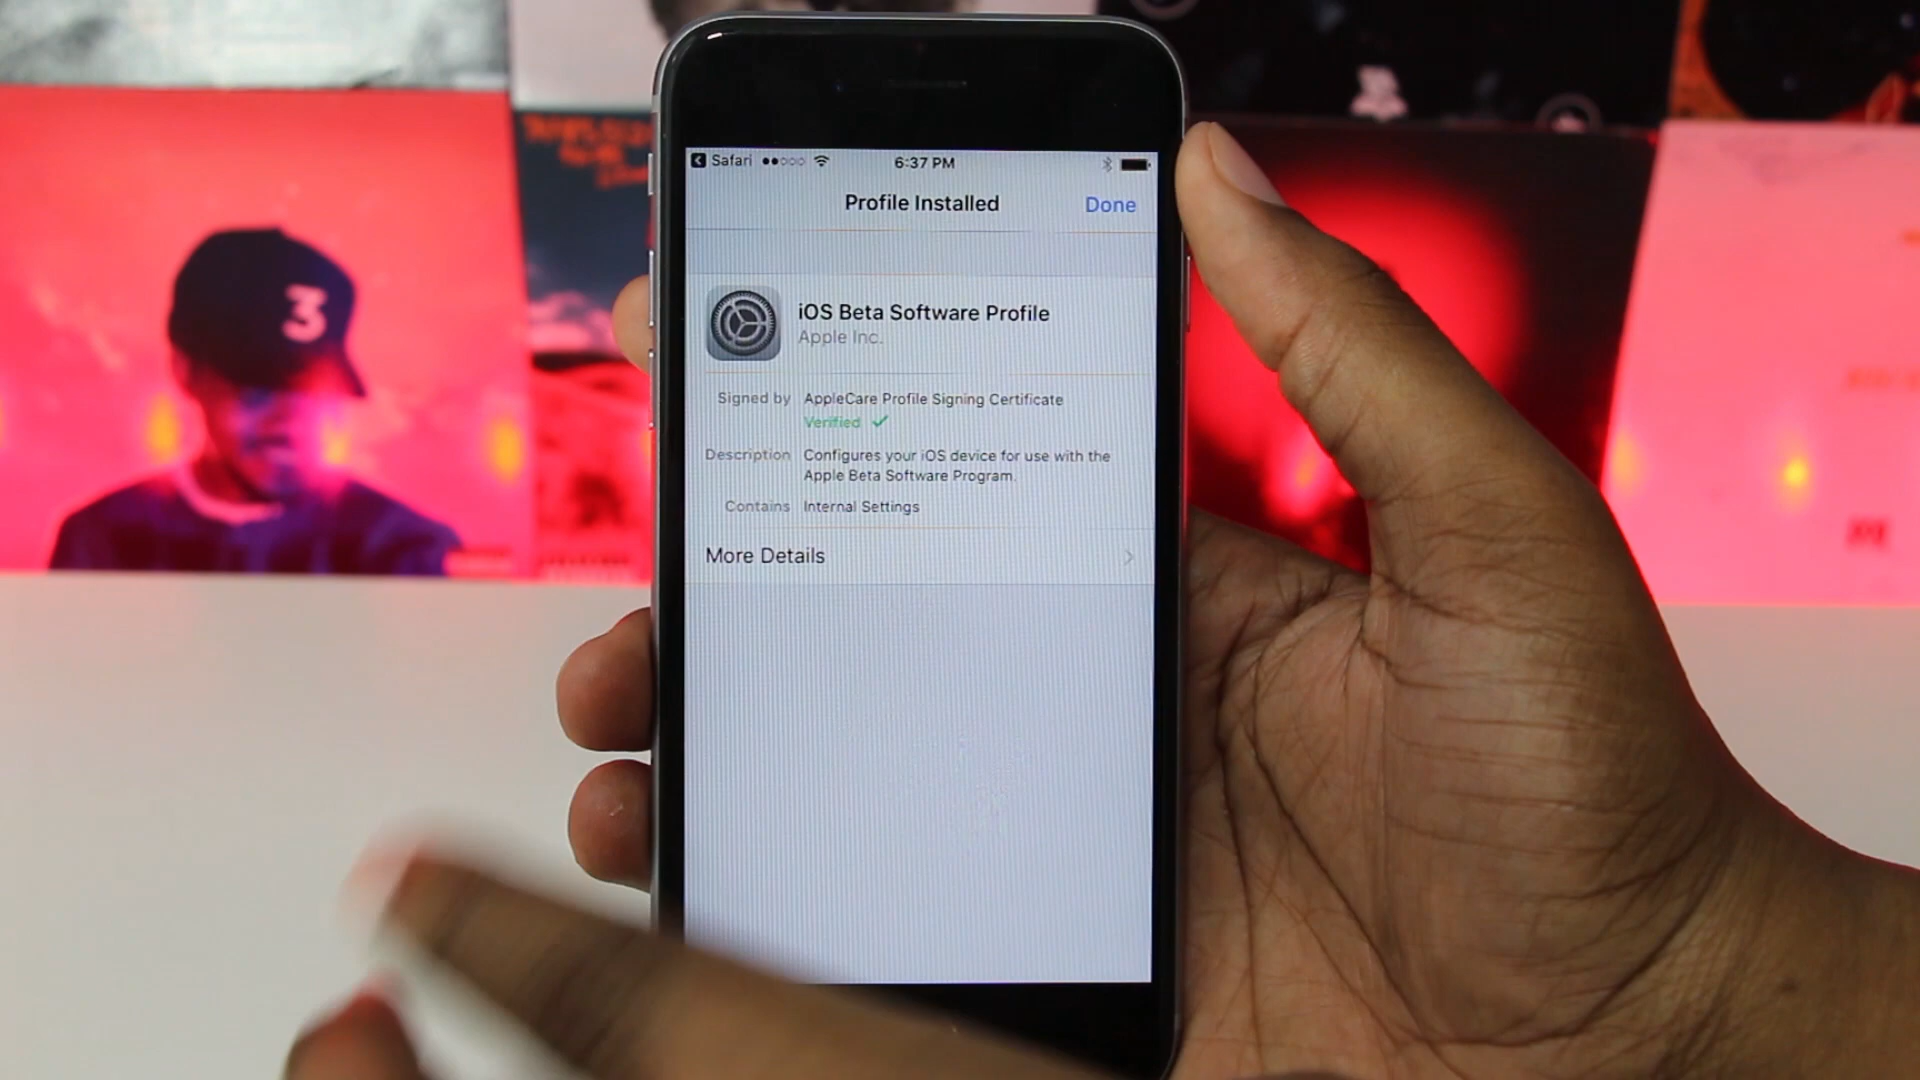 Safari
6:37 PM
Profile Installed
Done
iOS Beta Software Profile
Apple Inc.
Signed by AppleCare Profile Signing Certificate
Verified
Description Configures your iOS device for use with the
Apple Beta Software Program.
Contains Internal Settings
More Details
3